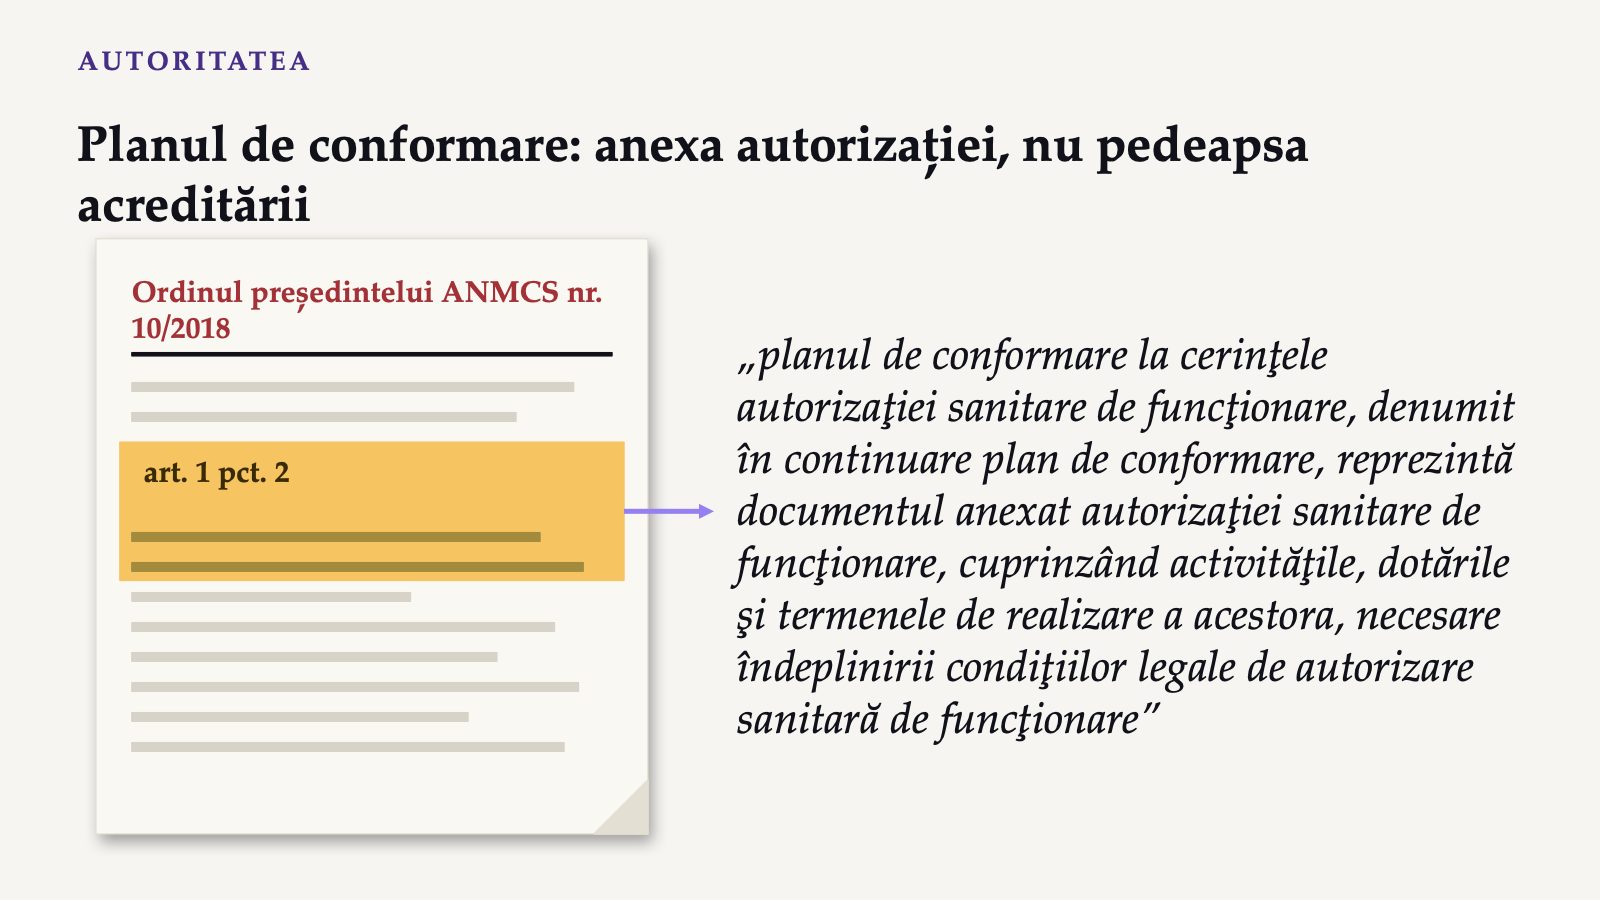 AUTORITATEA
Planul de conformare: anexa autorizației, nu pedeapsa
acreditării
Ordinul președintelui ANMCS nr.
10/2018
art. 1 pct. 2
„planul de conformare la cerinţele
autorizaţiei sanitare de funcţionare, denumit
în continuare plan de conformare, reprezintă
documentul anexat autorizaţiei sanitare de
funcţionare, cuprinzând activităţile, dotările
şi termenele de realizare a acestora, necesare
îndeplinirii condiţiilor legale de autorizare
sanitară de funcţionare”